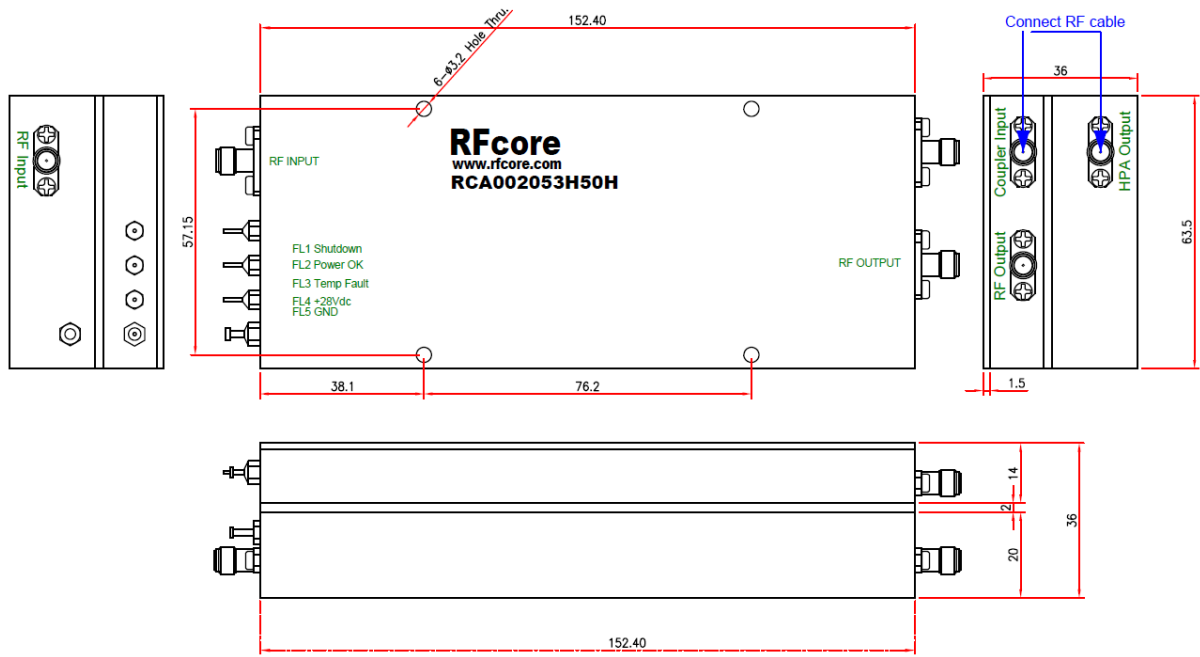 152.40
Connect RF cable
6-ø3.2 Hole Thru.
36
RF Input
RFcore
www.rfcore.com
RCA002053H50H
RF INPUT
Coupler Input
HPA Output
57.15
63.5
FL1 Shutdown
FL2 Power OK
FL3 Temp Fault
FL4 +28Vdc
FL5 GND
RF OUTPUT
RF Output
38.1
76.2
1.5
14
2
36
20
152.40